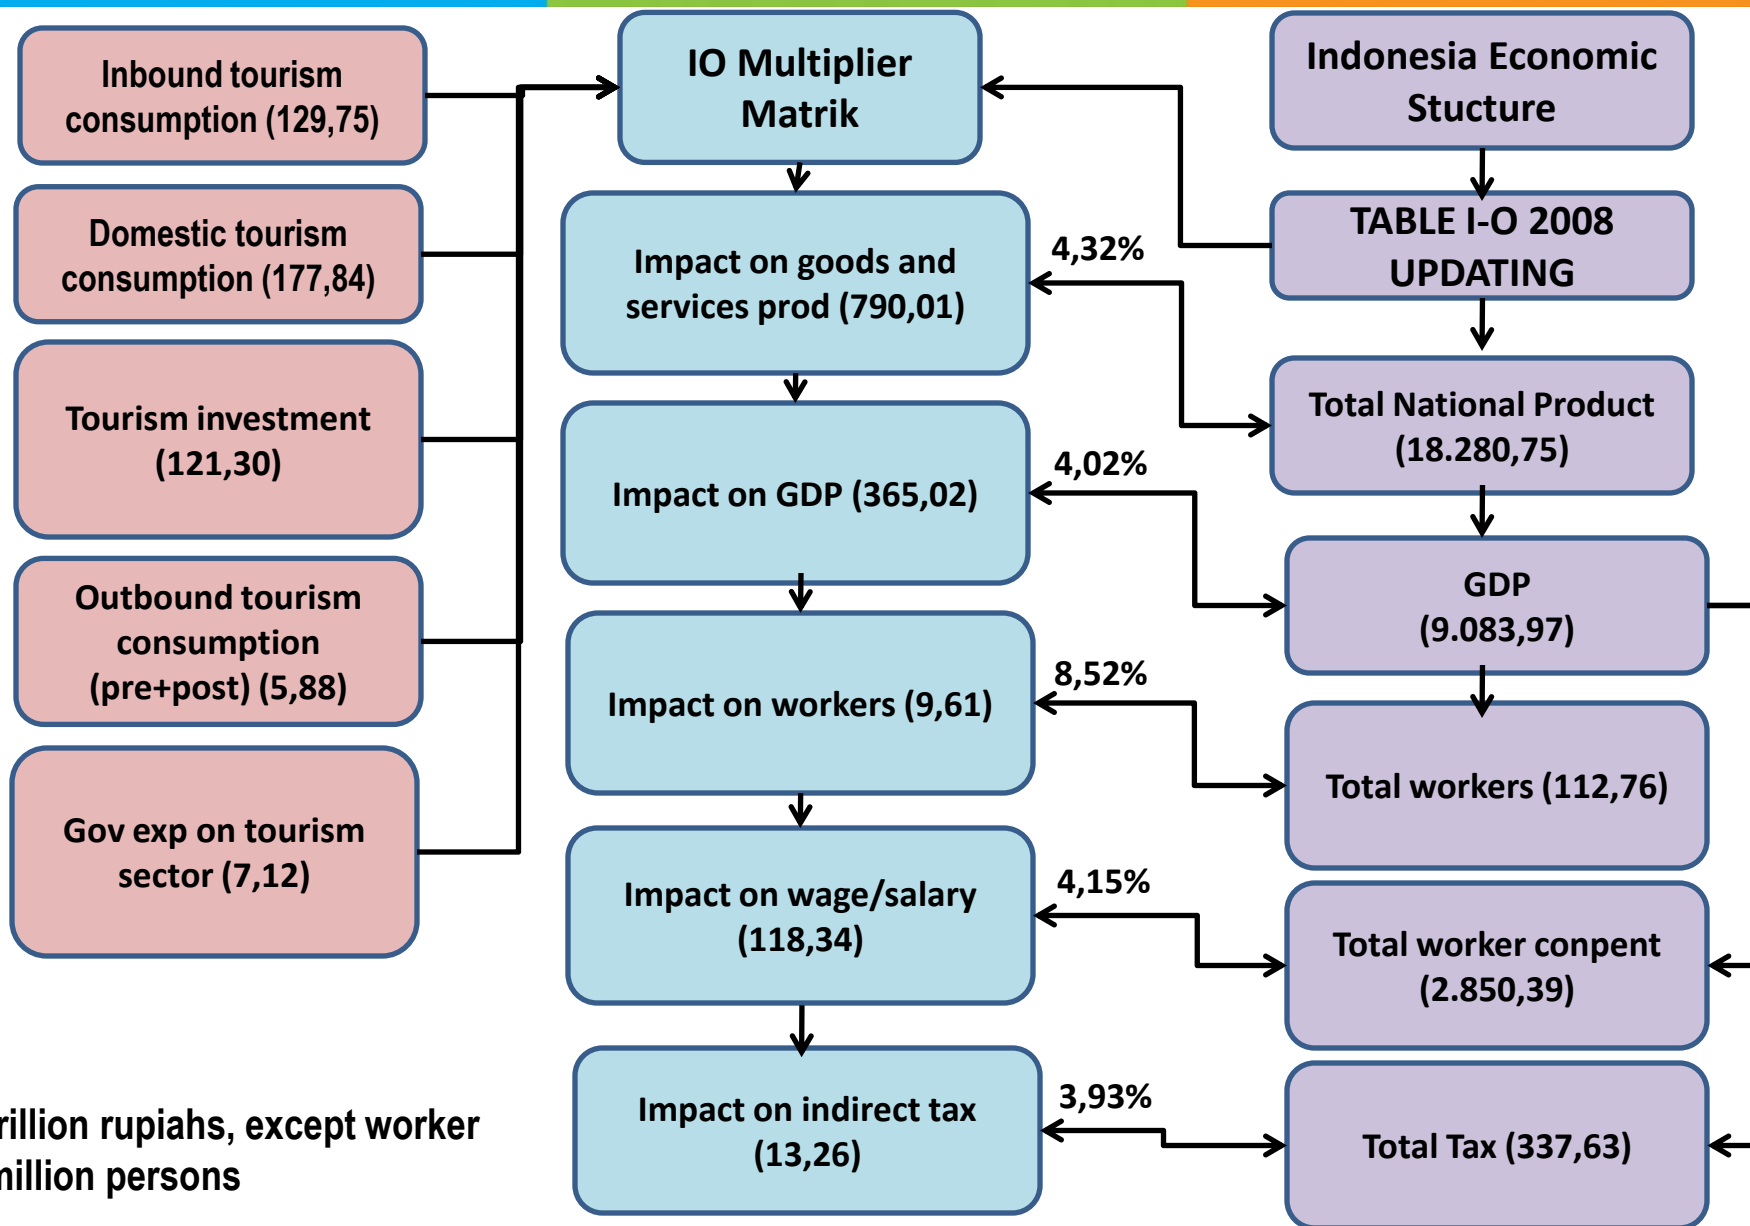 Inbound tourism
consumption (129,75)
Domestic tourism
consumption (177,84)
Tourism investment
(121,30)
Outbound tourism
consumption
(pre+post) (5,88)
Gov exp on tourism
sector (7,12)
IO Multiplier
Matrik
Impact on goods and
services prod (790,01)
Impact on GDP (365,02)
Impact on workers (9,61)
Impact on wage/salary
(118,34)
Impact on indirect tax
(13,26)
4,32%
4,02%
8,52%
4,15%
3,93%
Indonesia Economic
Stucture
TABLE I-O 2008
UPDATING
Total National Product
(18.280,75)
GDP
(9.083,97)
Total workers (112,76)
Total worker conpent
(2.850,39)
Total Tax (337,63)
rillion rupiahs, except worker
million persons